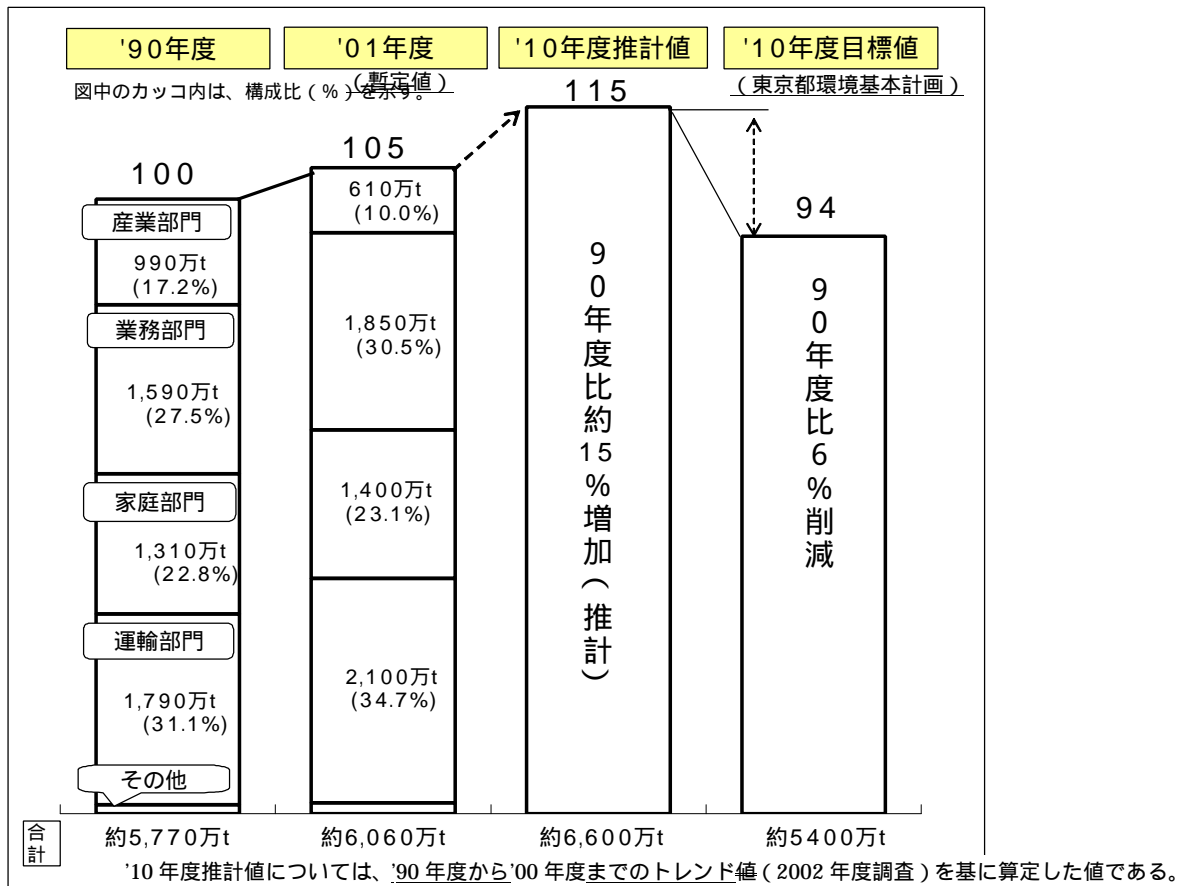 '90年度
'01年度
'10年度推計値
'10年度目標値
(暫定値)
(東京都環境基本計画)
図中のカッコ内は、構成比(%)を示す。
100
105
115
94
産業部門
990万t
(17.2%)
業務部門
1,590万t
(27.5%)
家庭部門
1,310万t
(22.8%)
運輸部門
1,790万t
(31.1%)
その他
610万t
(10.0%)
1,850万t
(30.5%)
1,400万t
(23.1%)
2,100万t
(34.7%)
90年度比約15%増加(推計)
90年度比6%削減
合計
約5,770万t
約6,060万t
約6,600万t
約5400万t
'10年度推計値については、'90年度から'00年度までのトレンド値(2002年度調査)を基に算定した値である。